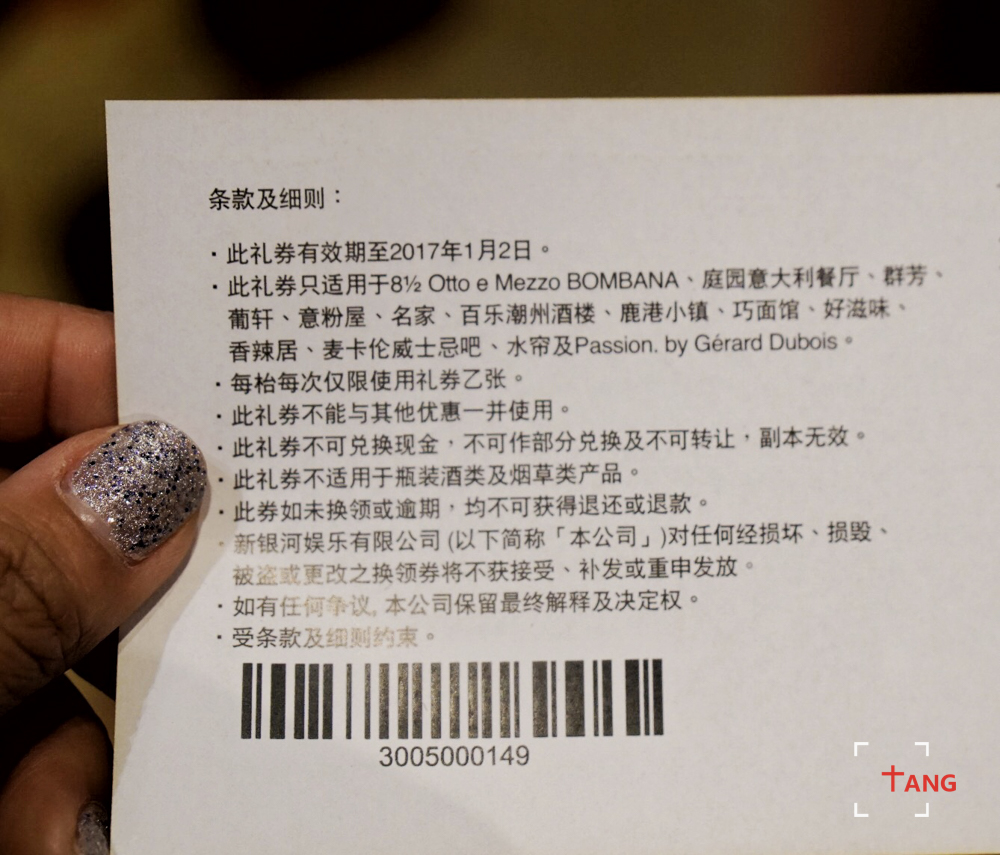 条款及细则：
·此礼券有效期至2017年1月2日。
·此礼券只适用于8½ Otto e Mezzo BOMBANA、庭园意大利餐厅、群芳、
葡轩、意粉屋、名家、百乐潮州酒楼、鹿港小镇、巧面馆、好滋味、
香辣居、麦卡伦威士忌吧、水帘及Passion. by Gérard Dubois。
·每枱每次仅限使用礼券乙张。
·此礼券不能与其他优惠一并使用。
·此礼券不可兑换现金，不可作部分兑换及不可转让，副本无效。
·此礼券不适用于瓶装酒类及烟草类产品。
·此券如未换领或逾期，均不可获得退还或退款。
·新银河娱乐有限公司 (以下简称「本公司」)对任何经损坏、损毁、
被盗或更改之换领券将不获接受、补发或重申发放。
·如有任何争议, 本公司保留最终解释及决定权。
·受条款及细则约束。
3005000149
TANG